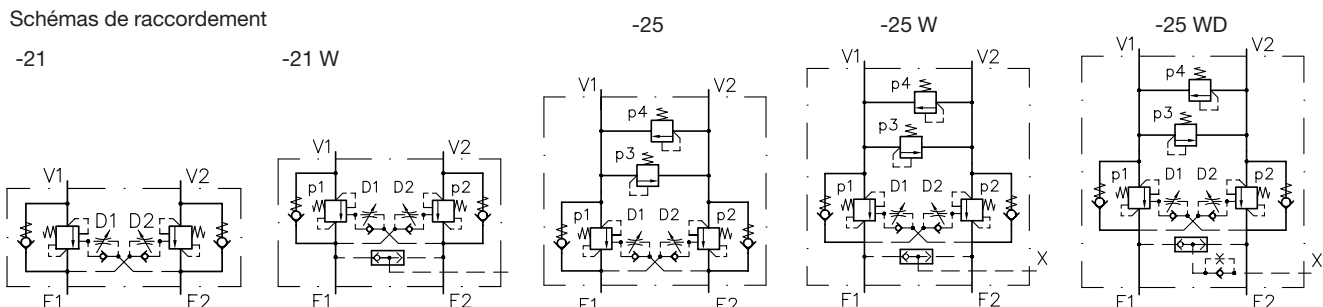 Schémas de raccordement
-21
-21 W
-25
-25 W
-25 WD
V1 V2
p1 D1 D2
F1 F2
V1 V2
p1 D1 D2 p2
F1 F2
V1 V2
p4
p3
p1 D1 D2 p2
F1 F2
V1 V2
p4
p3
p1 D1 D2 p2
X
F1 F2
V1 V2
p4
p3
p1 D1 D2 p2
X
F1 F2